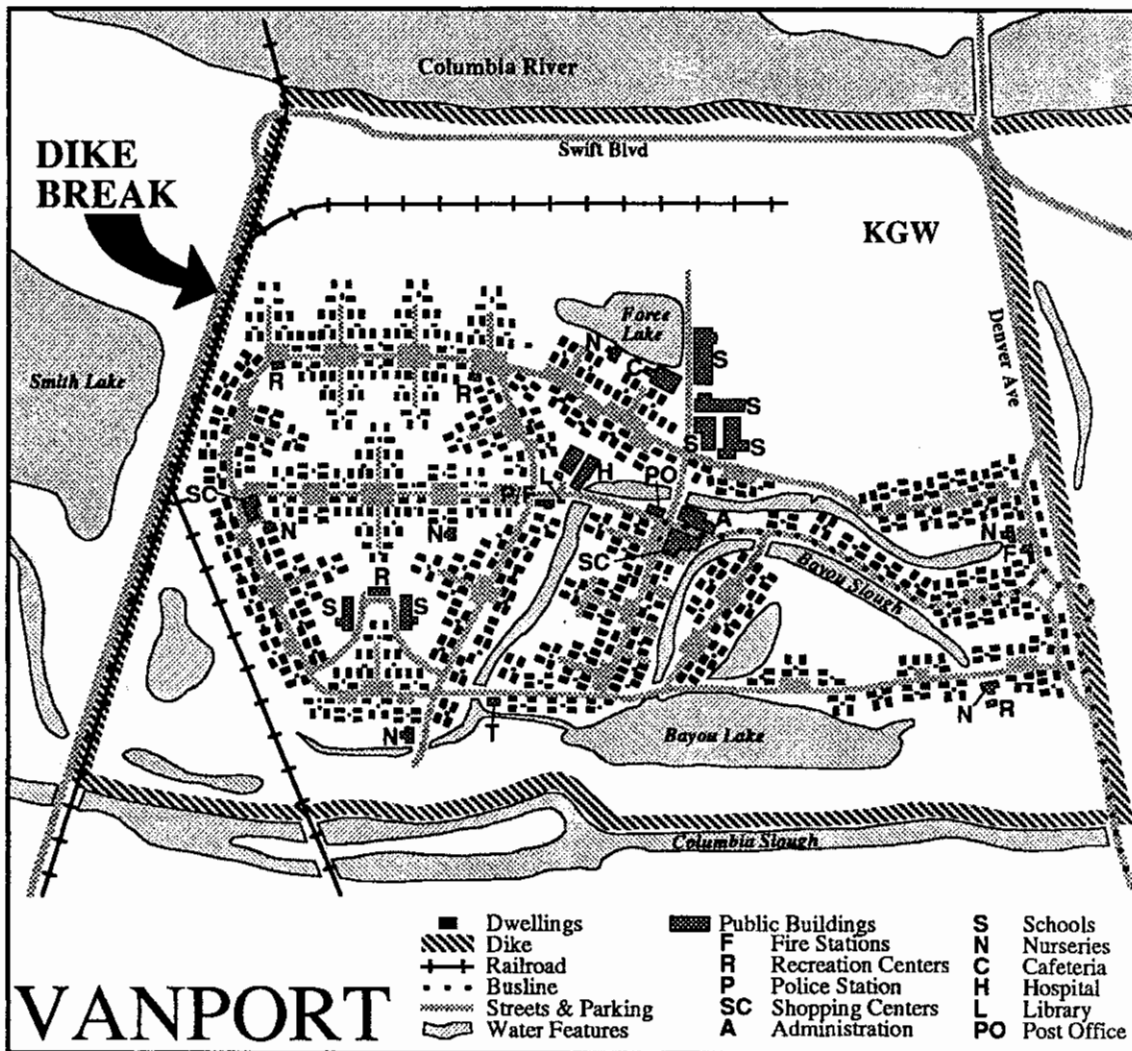 Columbia River
DIKE
BREAK
Swift Blvd
KGW
Force
Lake
N
C
S
Denver Ave
Smith Lake
R
R
S
S
S
L
H
PO
P/F
SC
N
N
A
SC
N
F
R
Bayou Slough
S
S
N
R
T
N
Bayou Lake
Columbia Slough
VANPORT
Dwellings
Dike
Railroad
Busline
Streets & Parking
Water Features
Public Buildings
F Fire Stations
R Recreation Centers
P Police Station
SC Shopping Centers
A Administration
S Schools
N Nurseries
C Cafeteria
H Hospital
L Library
PO Post Office